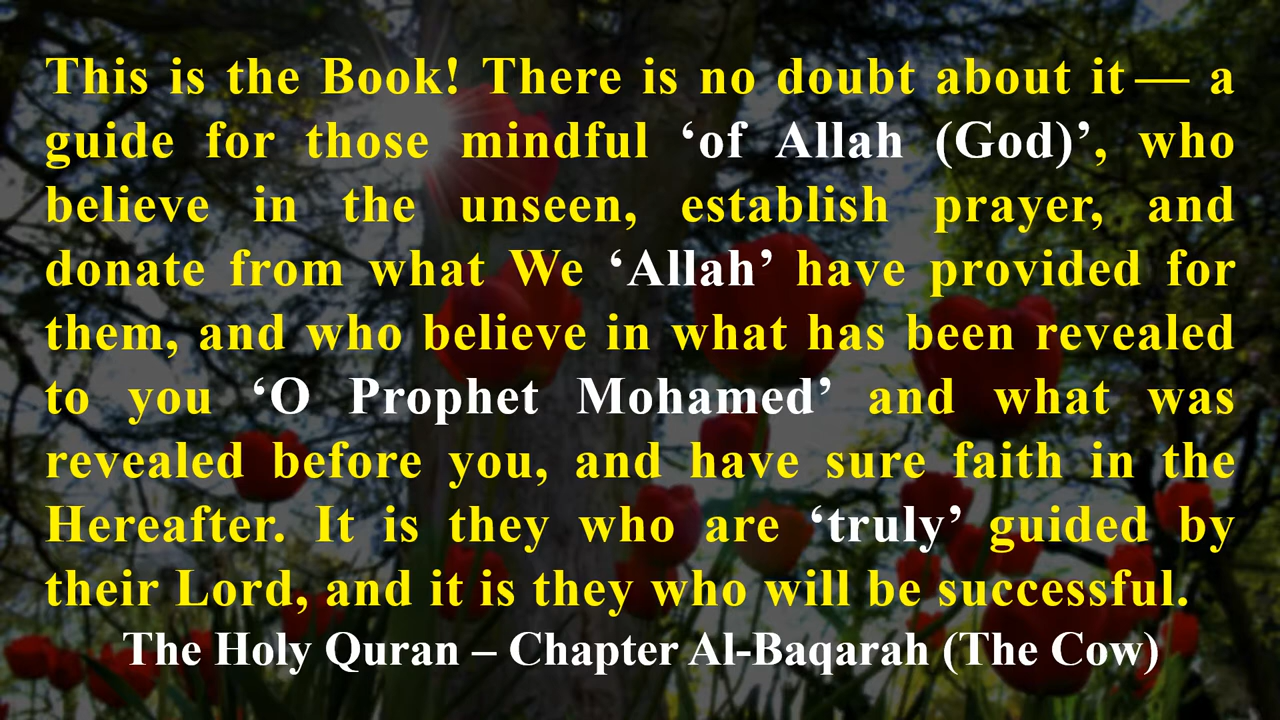 This is the Book! There is no doubt about it — a
guide for those mindful ‘of Allah (God)’, who
believe in the unseen, establish prayer, and
donate from what We ‘Allah’ have provided for
them, and who believe in what has been revealed
to you ‘O Prophet Mohamed’ and what was
revealed before you, and have sure faith in the
Hereafter. It is they who are ‘truly’ guided by
their Lord, and it is they who will be successful.
The Holy Quran – Chapter Al-Baqarah (The Cow)